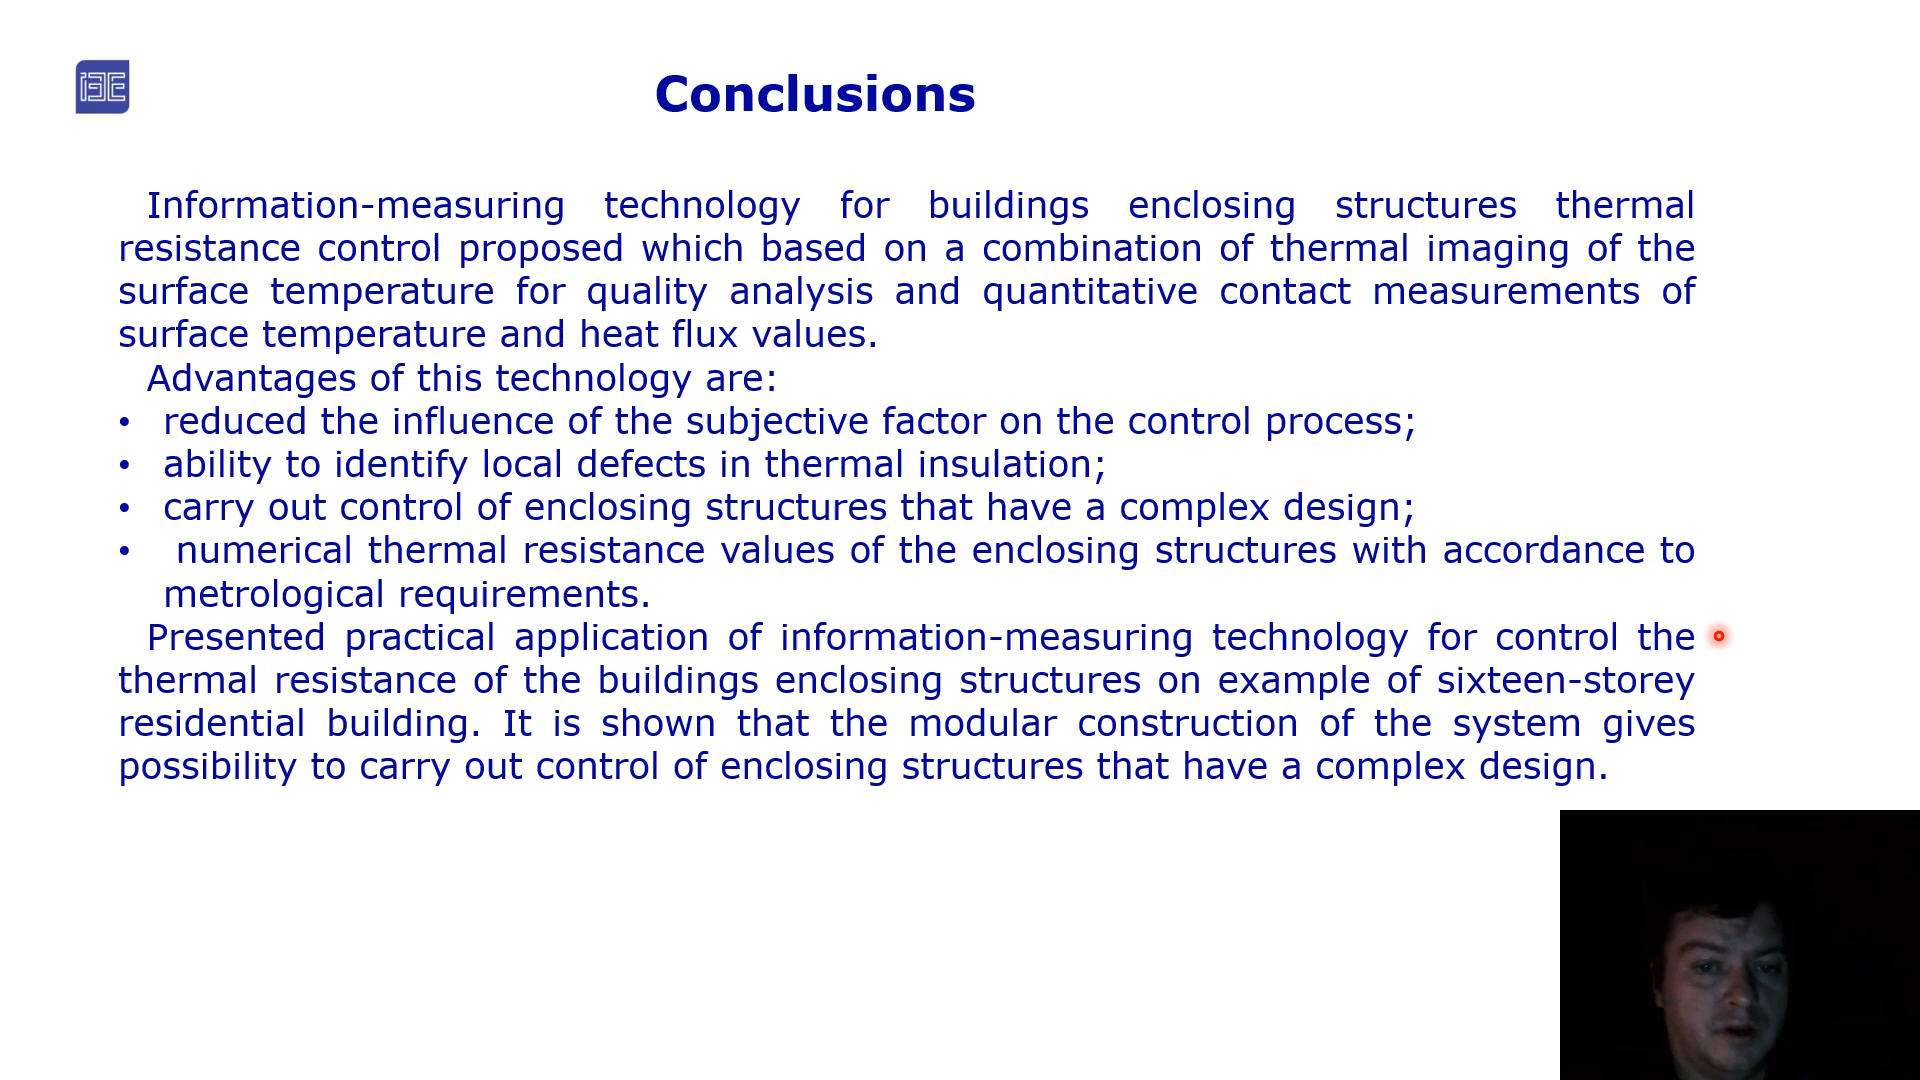 ІЗЕ
Conclusions
Information-measuring technology for buildings enclosing structures thermal
resistance control proposed which based on a combination of thermal imaging of the
surface temperature for quality analysis and quantitative contact measurements of
surface temperature and heat flux values.
Advantages of this technology are:
• reduced the influence of the subjective factor on the control process;
• ability to identify local defects in thermal insulation;
• carry out control of enclosing structures that have a complex design;
• numerical thermal resistance values of the enclosing structures with accordance to
metrological requirements.
Presented practical application of information-measuring technology for control the
thermal resistance of the buildings enclosing structures on example of sixteen-storey
residential building. It is shown that the modular construction of the system gives
possibility to carry out control of enclosing structures that have a complex design.